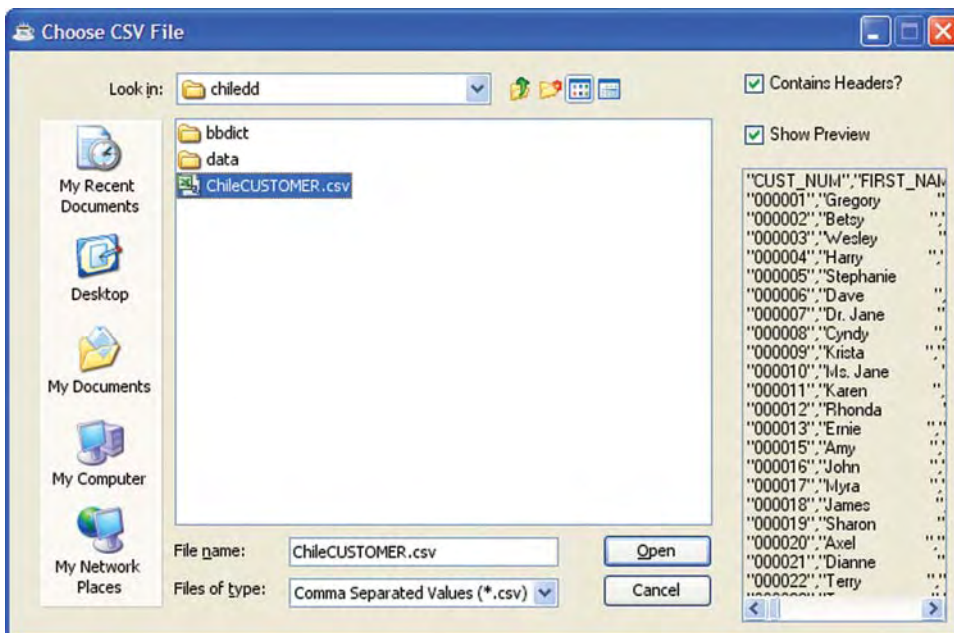 Choose CSV File
Look in:
chiledd
Contains Headers?
Show Preview
My Recent
Documents
Desktop
My Documents
My Computer
My Network
Places
bbdict
data
ChileCUSTOMER.csv
File name:
ChileCUSTOMER.csv
Open
Files of type:
Comma Separated Values (*.csv)
Cancel
"CUST_NUM","FIRST_NAM
"000001","Gregory "
"000002","Betsy ","
"000003","Wesley "
"000004","Harry ","
"000005","Stephanie
"000006","Dave ",
"000007","Dr. Jane "
"000008","Cyndy ",
"000009","Krista ","
"000010","Ms. Jane '
"000011","Karen ",
"000012","Rhonda "
"000013","Ernie ","
"000015","Amy ","
"000016","John ","
"000017","Myra ",
"000018","James "
"000019","Sharon "
"000020","Axel ","
"000021","Dianne "
"000022","Terry ","